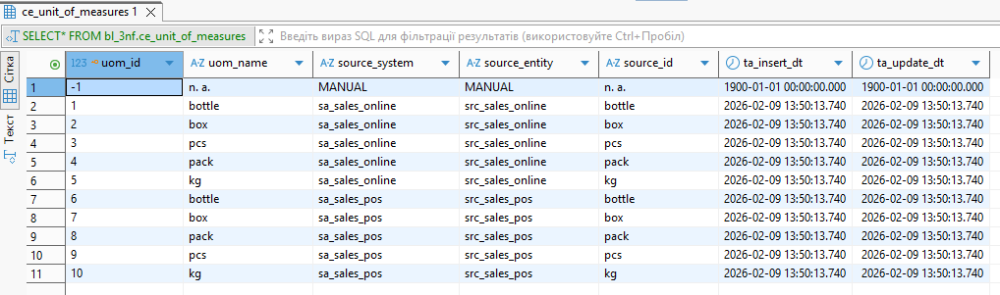 ce_unit_of_measures 1
SELECT* FROM bl_3nf.ce_unit_of_measures Введіть вираз SQL для фільтрації результатів (використовуйте Ctrl+Пробіл)
Сітка
Текст
123 uom_id A-Z uom_name A-Z source_system A-Z source_entity A-Z source_id ta_insert_dt ta_update_dt
1 -1 n. a. MANUAL MANUAL n. a. 1900-01-01 00:00:00.000 1900-01-01 00:00:00.000
2 1 bottle sa_sales_online src_sales_online bottle 2026-02-09 13:50:13.740 2026-02-09 13:50:13.740
3 2 box sa_sales_online src_sales_online box 2026-02-09 13:50:13.740 2026-02-09 13:50:13.740
4 3 pcs sa_sales_online src_sales_online pcs 2026-02-09 13:50:13.740 2026-02-09 13:50:13.740
5 4 pack sa_sales_online src_sales_online pack 2026-02-09 13:50:13.740 2026-02-09 13:50:13.740
6 5 kg sa_sales_online src_sales_online kg 2026-02-09 13:50:13.740 2026-02-09 13:50:13.740
7 6 bottle sa_sales_pos src_sales_pos bottle 2026-02-09 13:50:13.740 2026-02-09 13:50:13.740
8 7 box sa_sales_pos src_sales_pos box 2026-02-09 13:50:13.740 2026-02-09 13:50:13.740
9 8 pack sa_sales_pos src_sales_pos pack 2026-02-09 13:50:13.740 2026-02-09 13:50:13.740
10 9 pcs sa_sales_pos src_sales_pos pcs 2026-02-09 13:50:13.740 2026-02-09 13:50:13.740
11 10 kg sa_sales_pos src_sales_pos kg 2026-02-09 13:50:13.740 2026-02-09 13:50:13.740